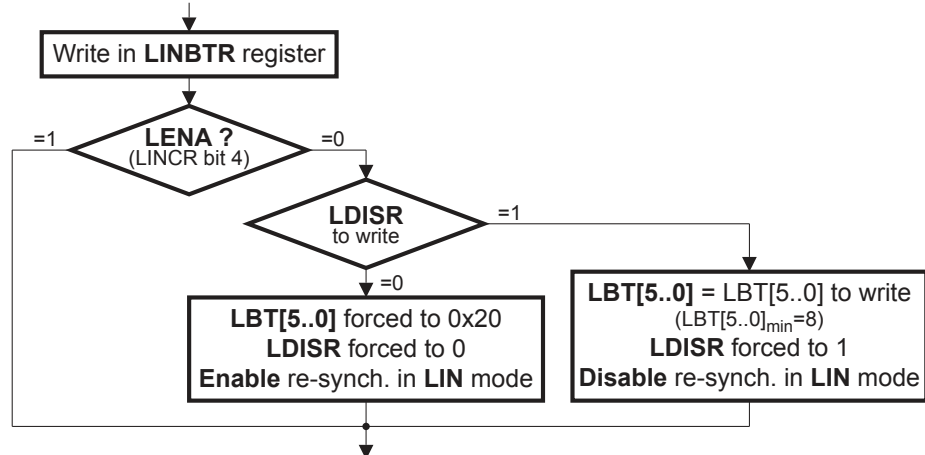 Write in LINBTR register
LENA ?
(LINCR bit 4)
=1
=0
LDISR
to write
=1
=0
LBT[5..0] forced to 0x20
LDISR forced to 0
Enable re-synch. in LIN mode
LBT[5..0] = LBT[5..0] to write
(LBT[5..0]min=8)
LDISR forced to 1
Disable re-synch. in LIN mode